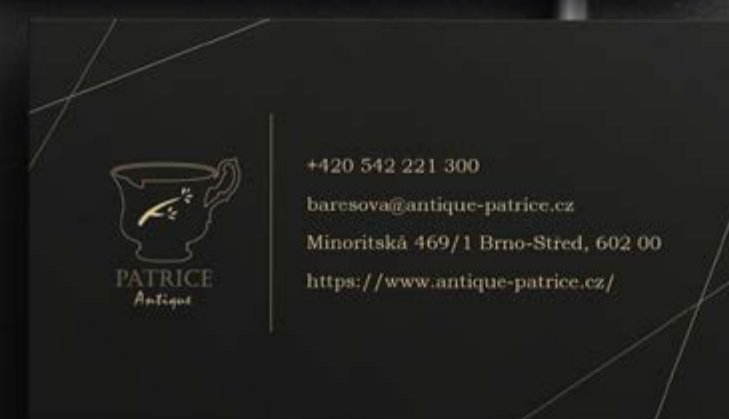 PATRICE
Antique
+420 542 221 300
baresova@antique-patrice.cz
Minoritská 469/1 Brno-Střed, 602 00
https://www.antique-patrice.cz/